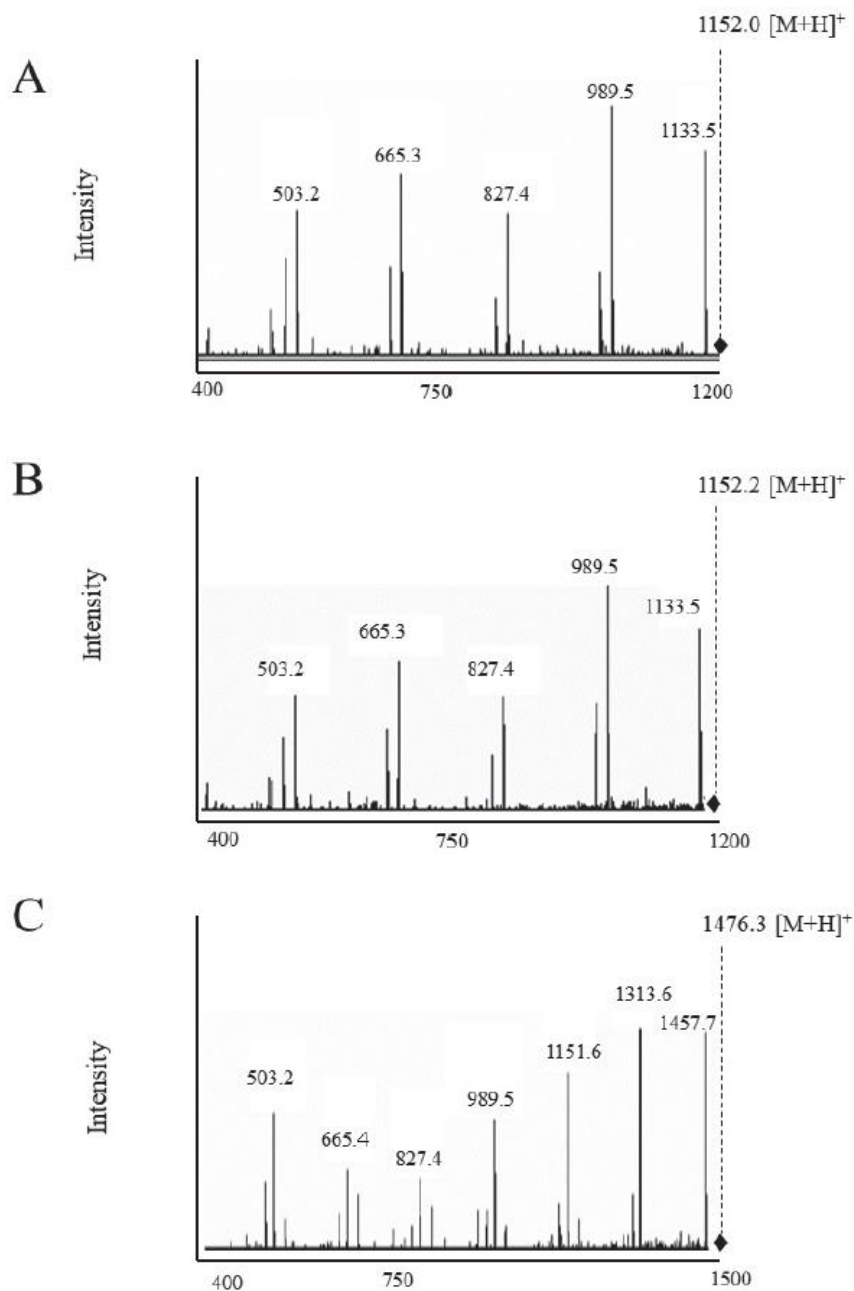 1152.0 [M+H]+
A
989.5
1133.5
665.3
503.2
827.4
Intensity
400
750
1200
B
1152.2 [M+H]+
989.5
1133.5
665.3
503.2
827.4
Intensity
400
750
1200
C
1476.3 [M+H]+
1313.6
1457.7
1151.6
503.2
989.5
665.4
827.4
Intensity
400
750
1500